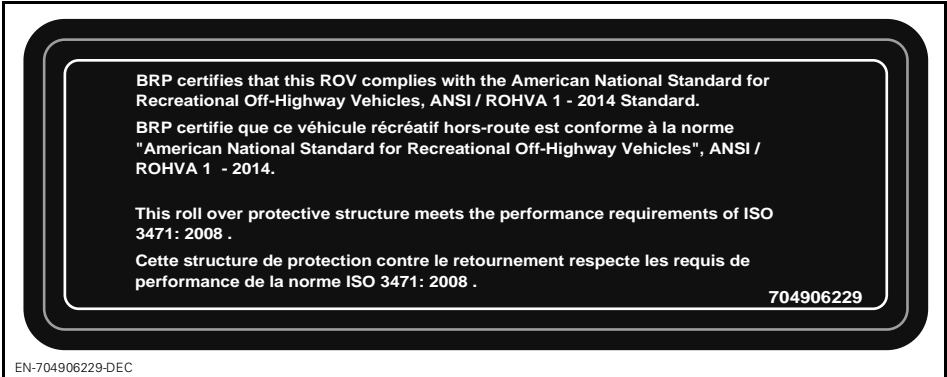 BRP certifies that this ROV complies with the American National Standard for
Recreational Off-Highway Vehicles, ANSI / ROHVA 1 - 2014 Standard.
BRP certifie que ce véhicule récréatif hors-route est conforme à la norme
"American National Standard for Recreational Off-Highway Vehicles", ANSI /
ROHVA 1  - 2014.
This roll over protective structure meets the performance requirements of ISO
3471: 2008 .
Cette structure de protection contre le retournement respecte les requis de
performance de la norme ISO 3471: 2008 .
704906229
EN-704906229-DEC